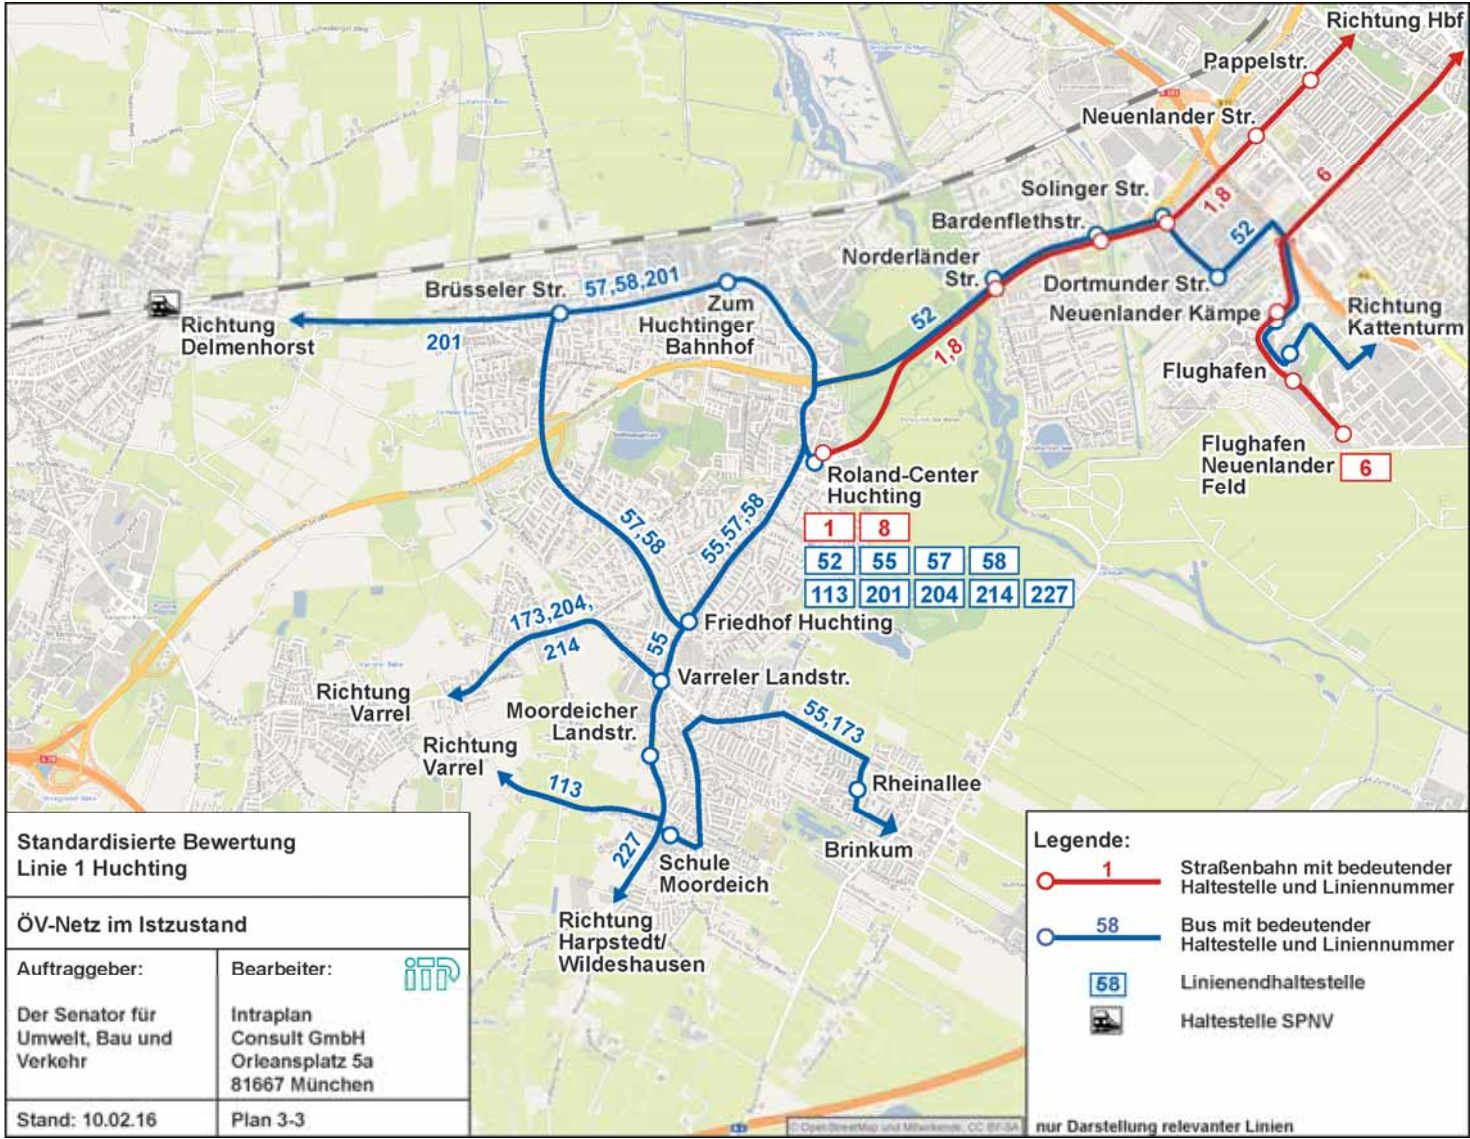 Richtung Hbf
Pappelstr.
Neuenlander Str.
6
1,8
Solinger Str.
Bardenflethstr.
52
Norderländer
Str.
Dortmunder Str.
Neuenlander Kämpe
Richtung
Kattenturm
Flughafen
Flughafen
Neuenlander
Feld
6
52
1,8
Brüsseler Str.
57,58,201
Zum
Huchtinger
Bahnhof
Richtung
Delmenhorst
201
Roland-Center
Huchting
1 8
52 55 57 58
113 201 204 214 227
57,58
55,57,58
Friedhof Huchting
173,204,
214
55
Varreler Landstr.
Richtung
Varrel
Moordeicher
Landstr.
55,173
Richtung
Varrel
113
Rheinallee
Brinkum
227
Schule
Moordeich
Richtung
Harpstedt/
Wildeshausen
Standardisierte Bewertung
Linie 1 Huchting
ÖV-Netz im Istzustand
Auftraggeber:
Der Senator für
Umwelt, Bau und
Verkehr
Bearbeiter:
iTP
Intraplan
Consult GmbH
Orleansplatz 5a
81667 München
Stand: 10.02.16
Plan 3-3
Legende:
1
Straßenbahn mit bedeutender
Haltestelle und Liniennummer
58
Bus mit bedeutender
Haltestelle und Liniennummer
58
Linienendhaltestelle
Haltestelle SPNV
© OpenStreetMap und Mitwirkende, CC BY-SA
nur Darstellung relevanter Linien